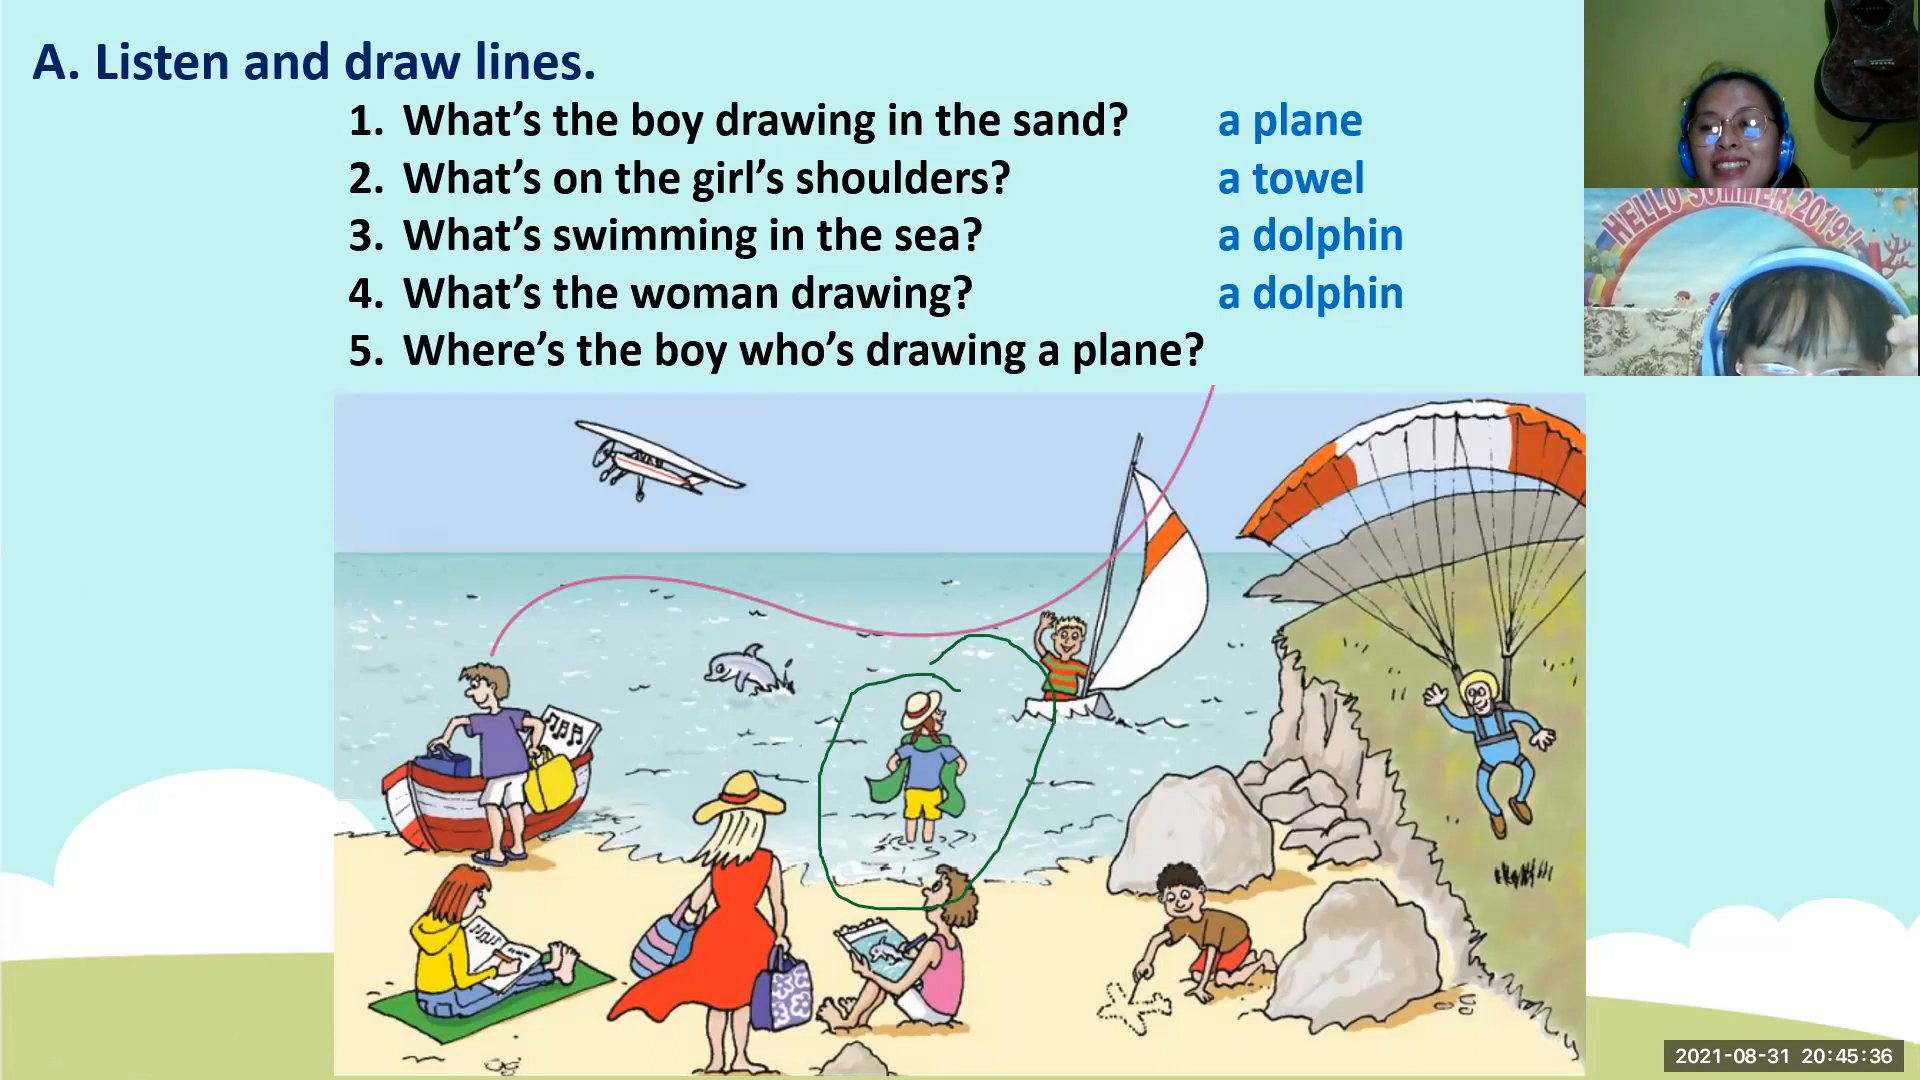 A. Listen and draw lines.
1. What's the boy drawing in the sand? a plane
2. What's on the girl's shoulders? a towel
3. What's swimming in the sea? a dolphin
4. What's the woman drawing? a dolphin
5. Where's the boy who's drawing a plane?
HELLO SUMMER 2019!
2021-08-31 20:45:36